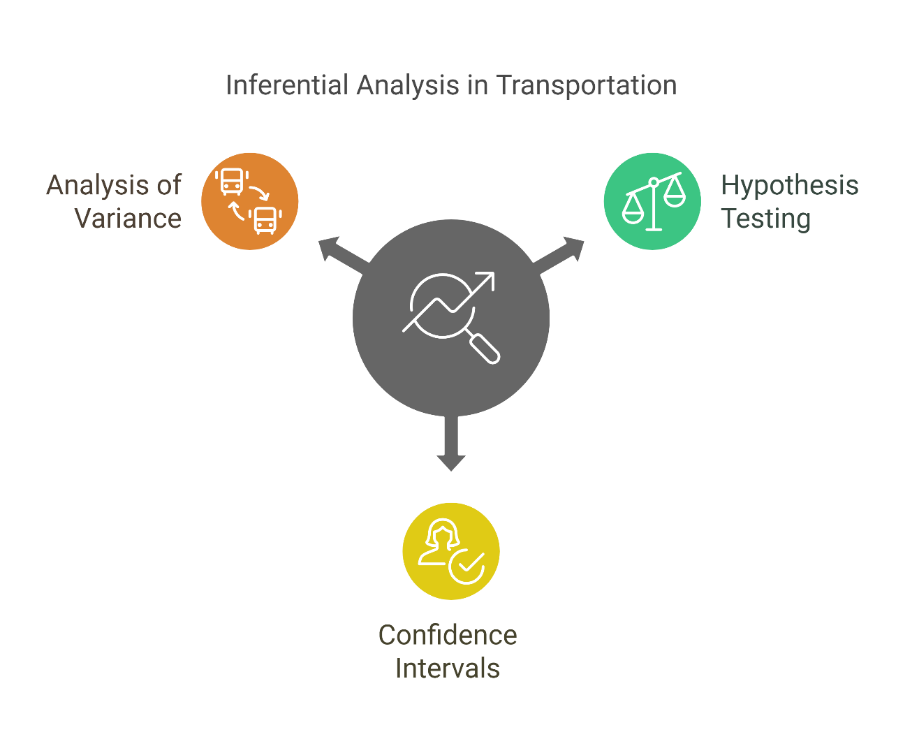 Inferential Analysis in Transportation
Analysis of
Variance
Hypothesis
Testing
Confidence
Intervals